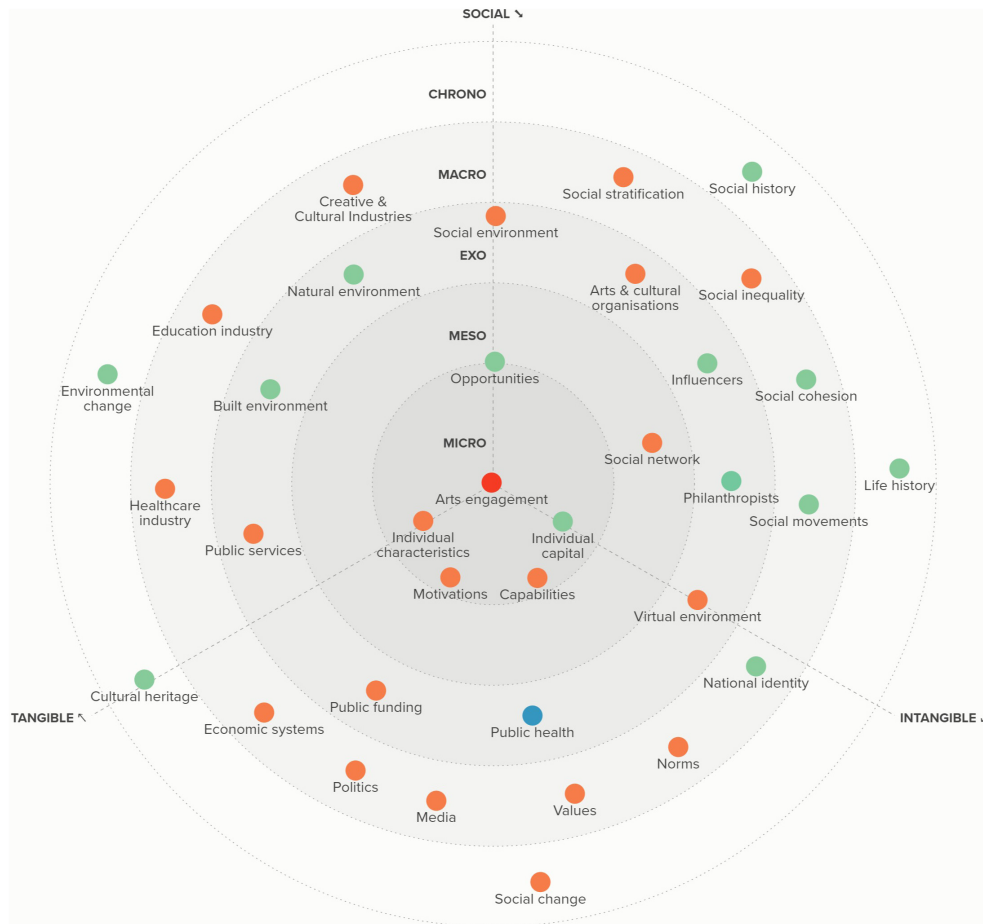 SOCIAL ↘
CHRONO
MACRO
Creative &
Cultural Industries
Social stratification
Social history
Social environment
EXO
Natural environment
Arts & cultural
organisations
Social inequality
Education industry
MESO
Opportunities
Influencers
Social cohesion
Environmental
change
Built environment
MICRO
Social network
Arts engagement
Philanthropists
Life history
Healthcare
industry
Social movements
Public services
Individual
characteristics
Individual
capital
Motivations
Capabilities
Virtual environment
Cultural heritage
National identity
Public funding
TANGIBLE ↖
INTANGIBLE
Economic systems
Public health
Norms
Politics
Media
Values
Social change